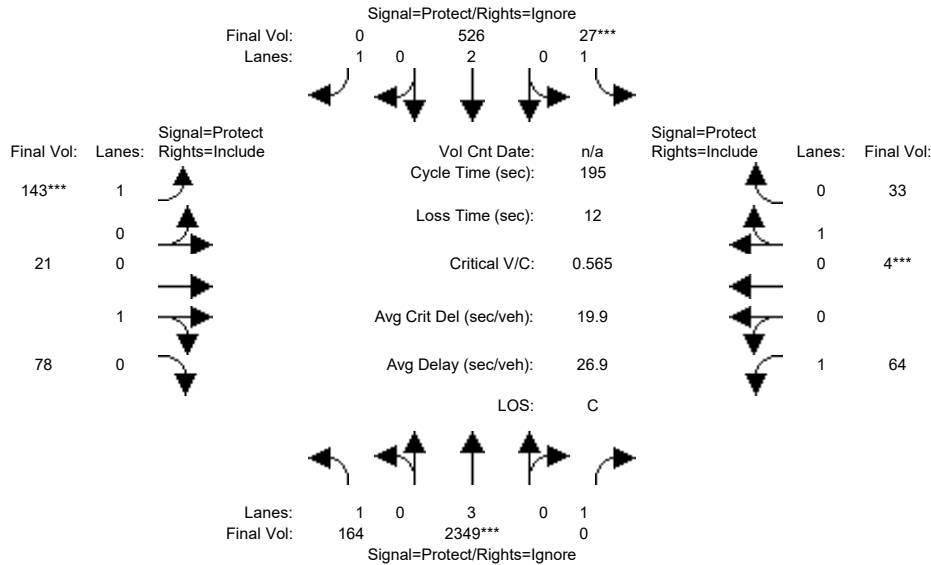 Signal=Protect/Rights=Ignore
Final Vol: 0 526 27***
Lanes: 1 0 2 0 1
Signal=Protect Signal=Protect
Final Vol: Lanes: Rights=Include Vol Cnt Date: n/a Rights=Include Lanes: Final Vol:
Cycle Time (sec): 195
143*** 1 0 33
Loss Time (sec): 12
0 1
21 0 Critical V/C: 0.565 0 4***
1 Avg Crit Del (sec/veh): 19.9 0
78 0 Avg Delay (sec/veh): 26.9 1 64
LOS: C
Lanes: 1 0 3 0 1
Final Vol: 164 2349*** 0
Signal=Protect/Rights=Ignore